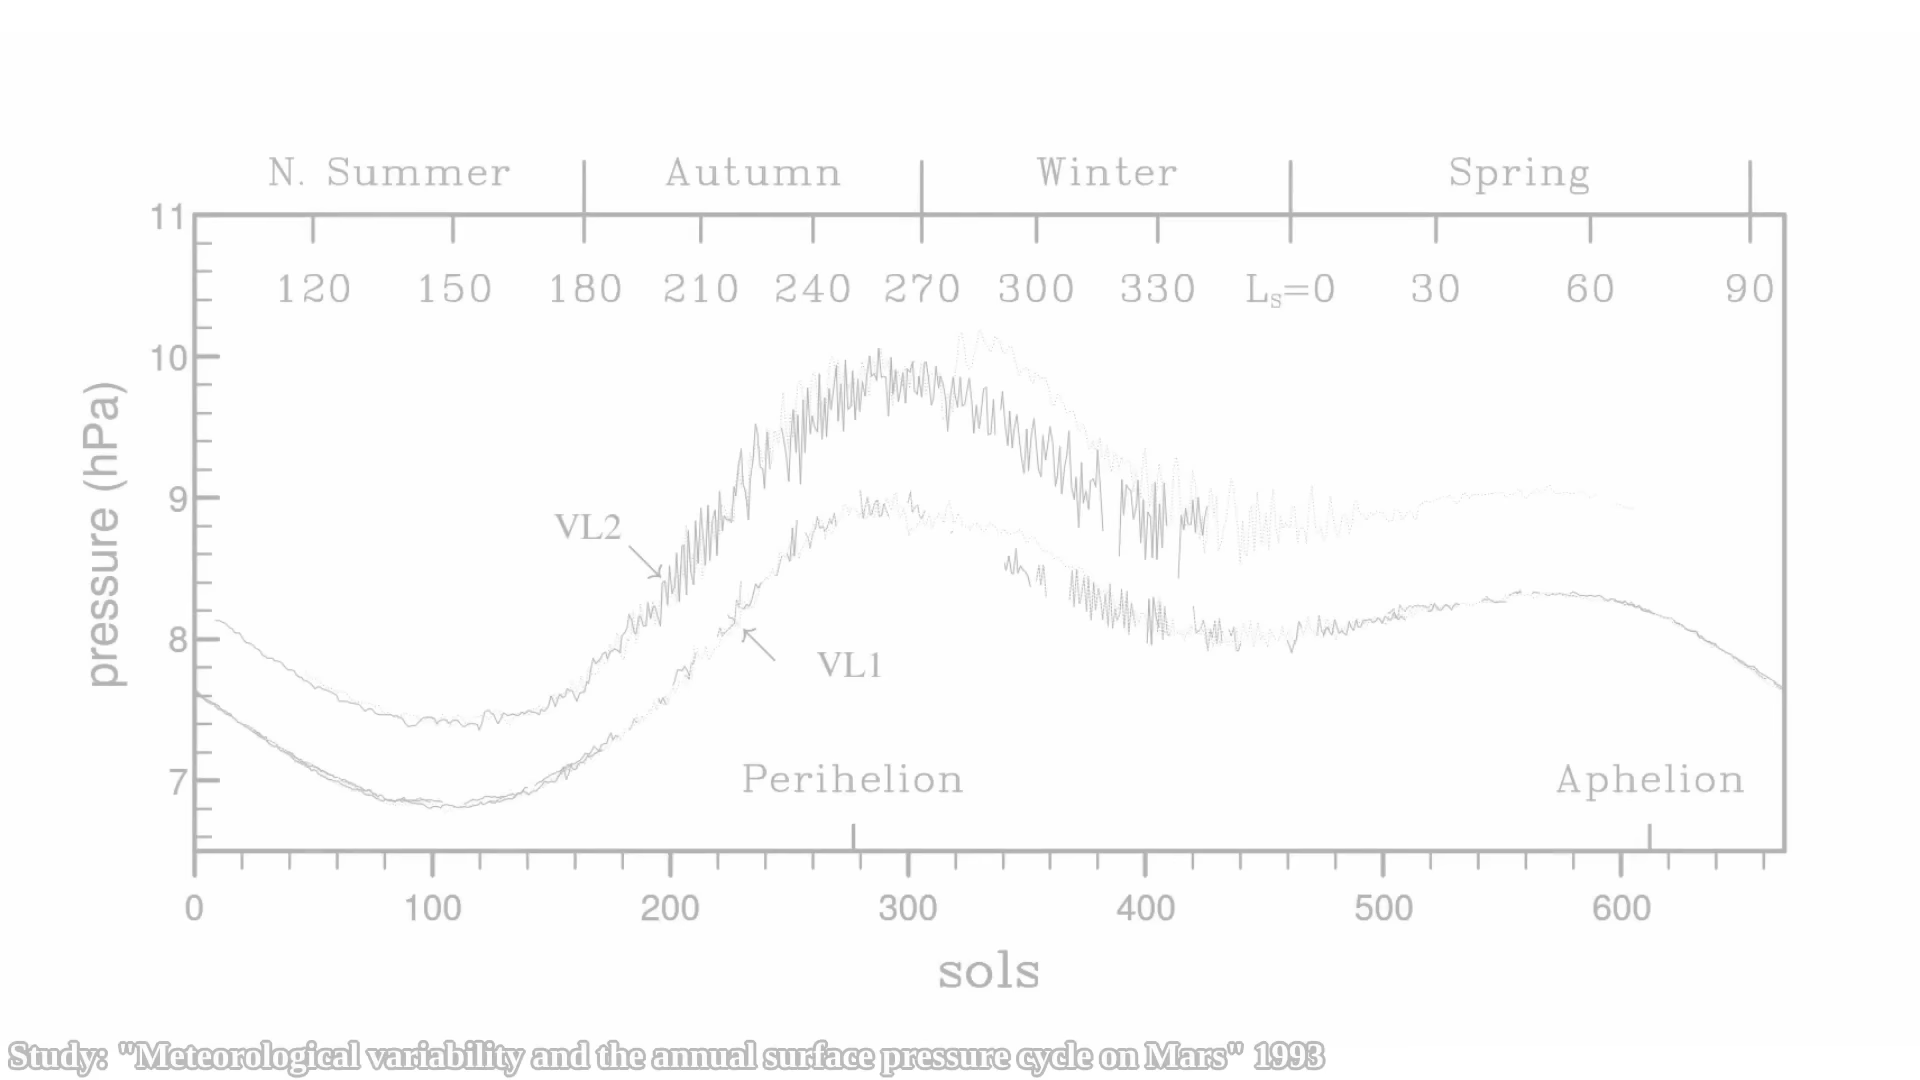 N. Summer Autumn Winter Spring
11
120 150 180 210 240 270 300 330 Ls=0 30 60 90
10
9
8
7
pressure (hPa)
VL2
VL1
Perihelion Aphelion
0 100 200 300 400 500 600
sols
Study: "Meteorological variability and the annual surface pressure cycle on Mars" 1993